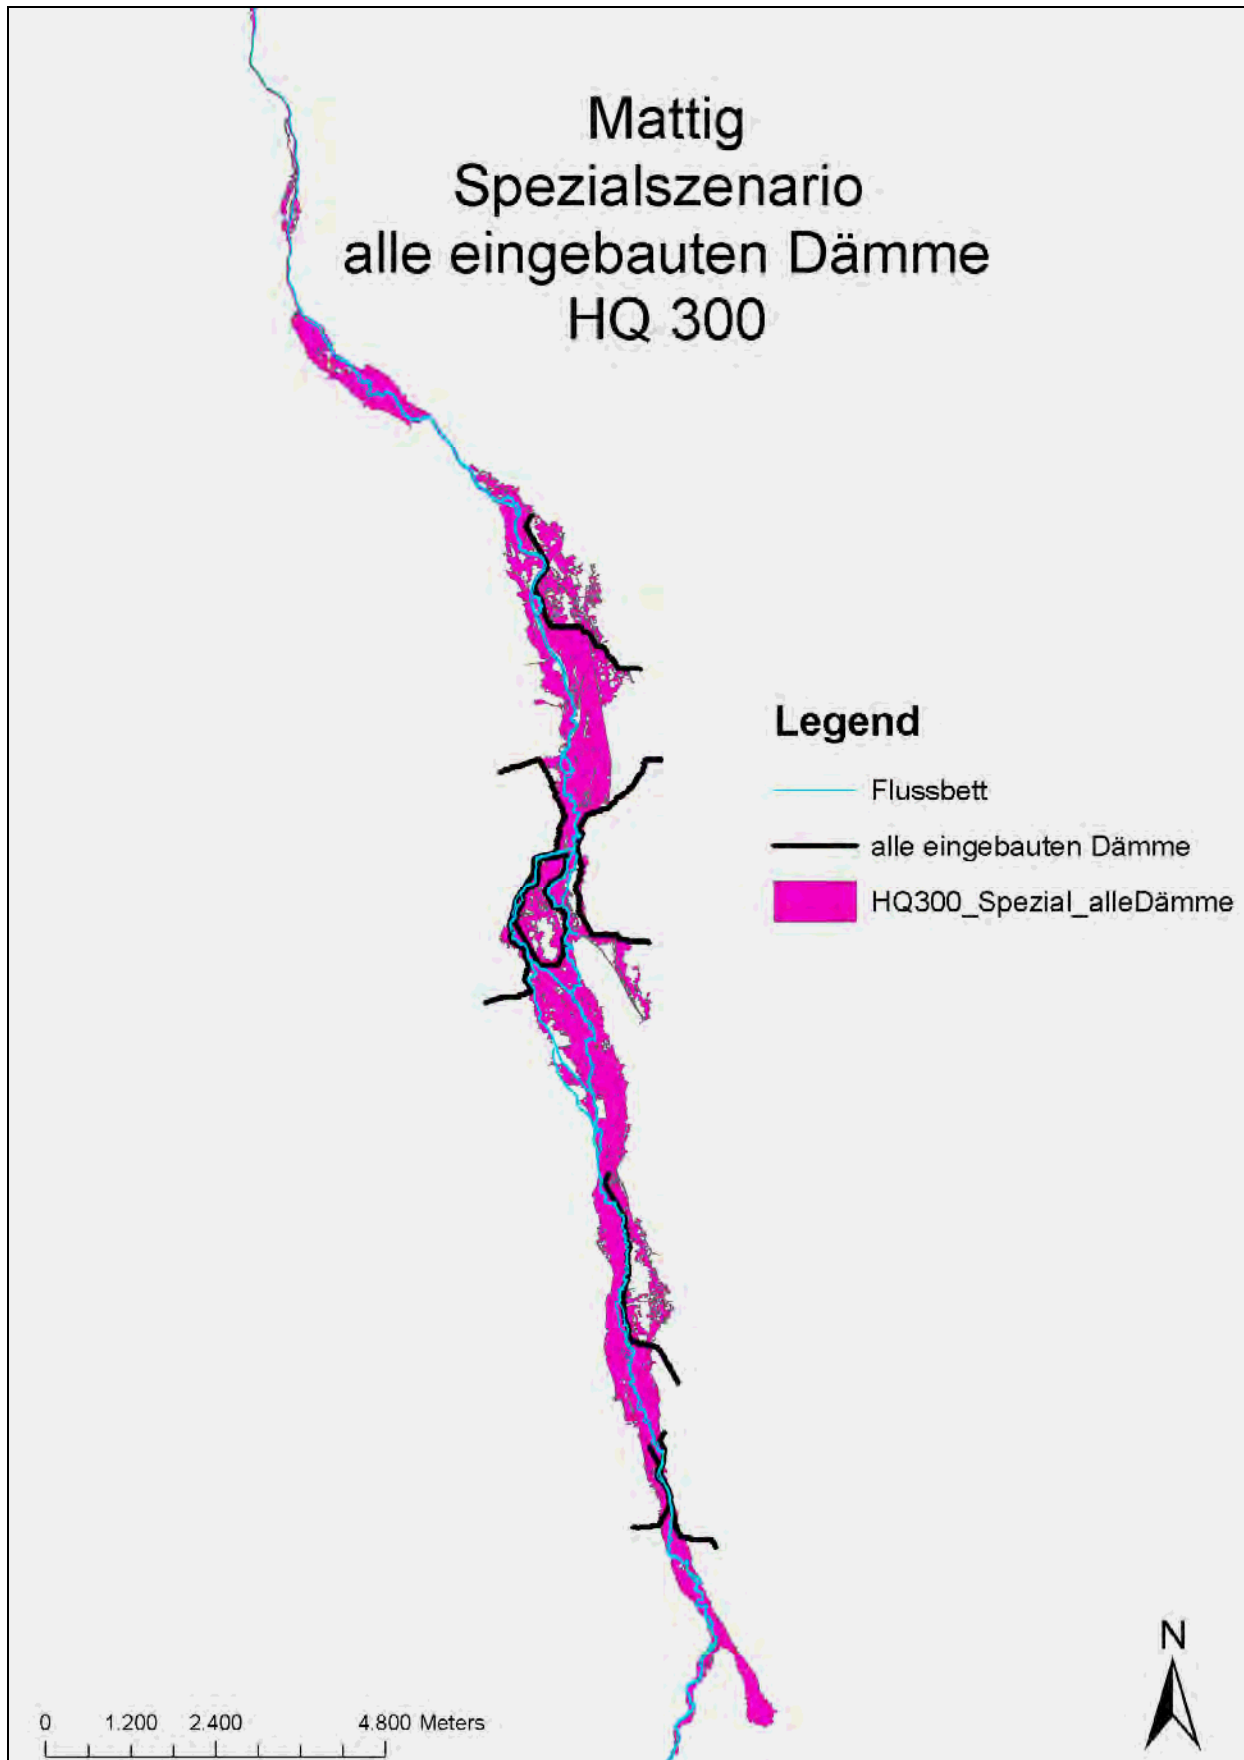 Mattig
Spezialszenario
alle eingebauten Dämme
HQ 300
Legend
Flussbett
alle eingebauten Dämme
HQ300_Spezial_alleDämme
N
0 1.200 2.400 4.800 Meters